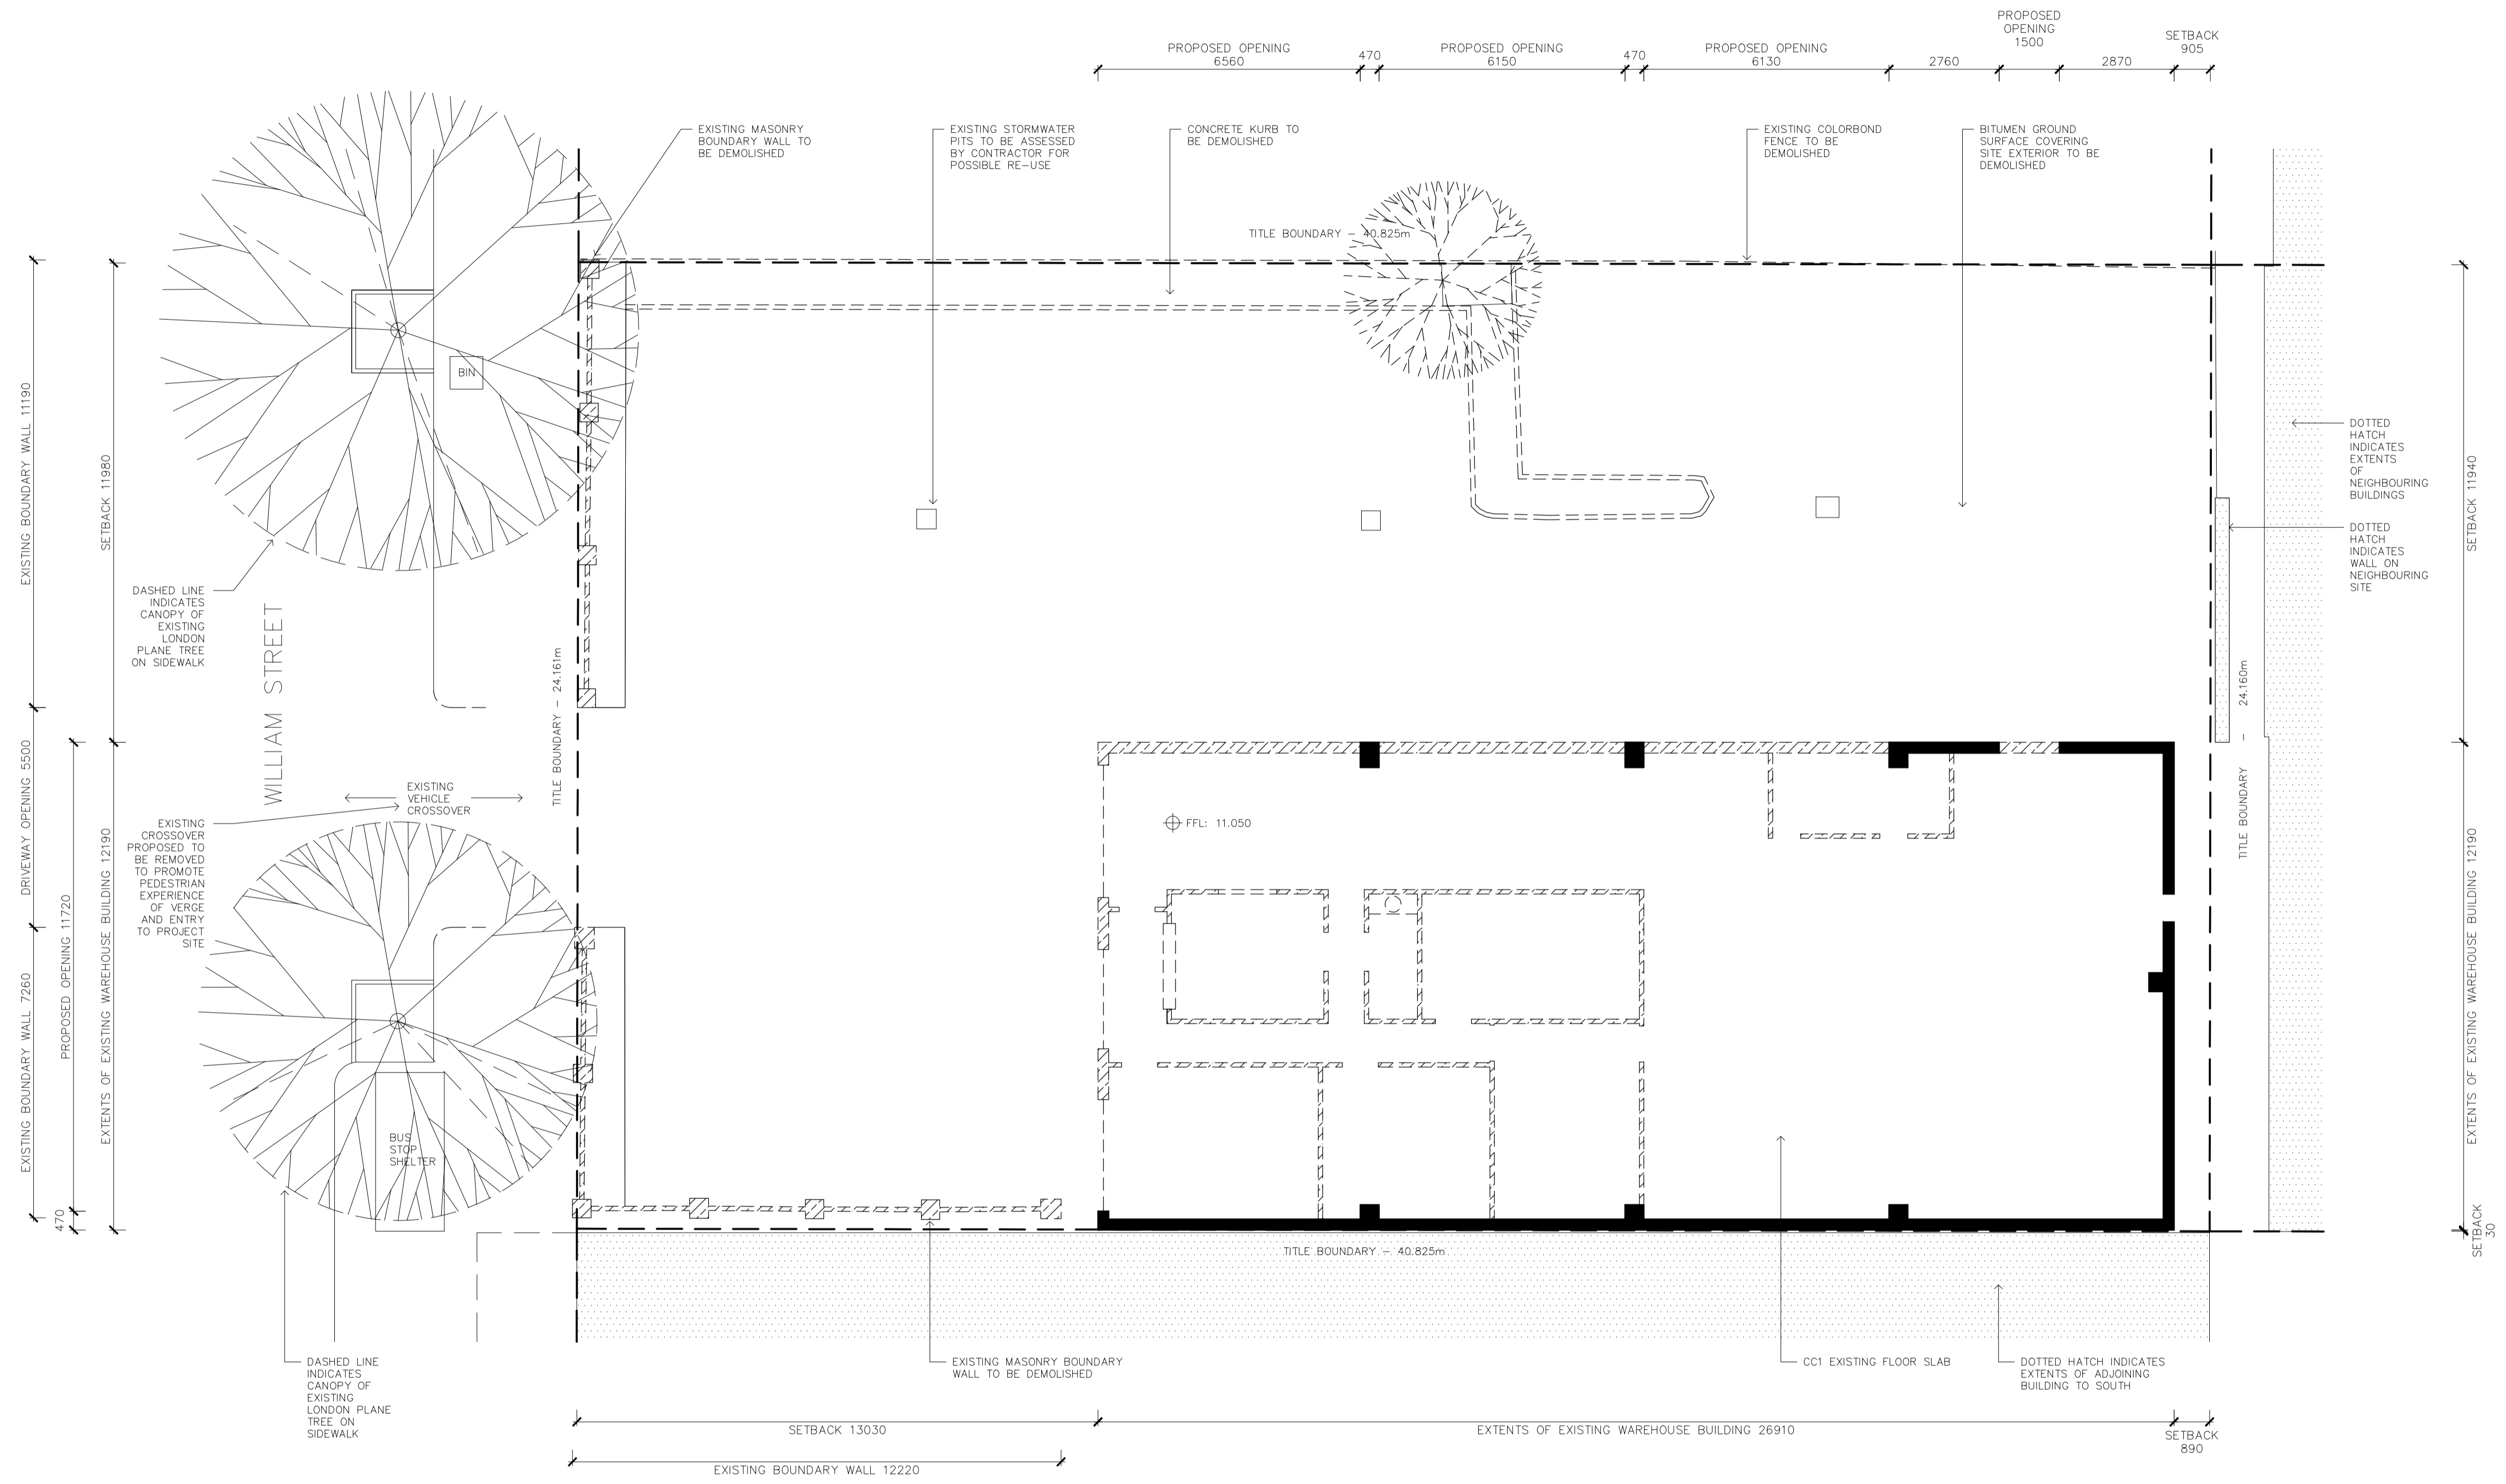 PROPOSED OPENING
6560
470
PROPOSED OPENING
6150
470
PROPOSED OPENING
6130
2760
PROPOSED
OPENING
1500
2870
SETBACK
905
EXISTING MASONRY
BOUNDARY WALL TO
BE DEMOLISHED
EXISTING STORMWATER
PITS TO BE ASSESSED
BY CONTRACTOR FOR
POSSIBLE RE-USE
CONCRETE KURB TO
BE DEMOLISHED
EXISTING COLORBOND
FENCE TO BE
DEMOLISHED
BITUMEN GROUND
SURFACE COVERING
SITE EXTERIOR TO BE
DEMOLISHED
TITLE BOUNDARY - 40.825m
BIN
EXISTING BOUNDARY WALL 11190
SETBACK 11980
DOTTED
HATCH
INDICATES
EXTENTS
OF
NEIGHBOURING
BUILDINGS
DOTTED
HATCH
INDICATES
WALL ON
NEIGHBOURING
SITE
SETBACK 11940
DASHED LINE
INDICATES
CANOPY OF
EXISTING
LONDON
PLANE TREE
ON SIDEWALK
WILLIAM STREET
TITLE BOUNDARY - 24.161m
TITLE BOUNDARY - 24.160m
EXISTING
VEHICLE
CROSSOVER
DRIVEWAY OPENING 5500
EXISTING
CROSSOVER
PROPOSED TO
BE REMOVED
TO PROMOTE
PEDESTRIAN
EXPERIENCE
OF VERGE
AND ENTRY
TO PROJECT
SITE
FFL: 11.050
EXISTING BOUNDARY WALL 7260
PROPOSED OPENING 11720
470
EXTENTS OF EXISTING WAREHOUSE BUILDING 12190
EXTENTS OF EXISTING WAREHOUSE BUILDING 12190
SETBACK
30
BUS
STOP
SHELTER
TITLE BOUNDARY - 40.825m
DASHED LINE
INDICATES
CANOPY OF
EXISTING
LONDON PLANE
TREE ON
SIDEWALK
EXISTING MASONRY BOUNDARY
WALL TO BE DEMOLISHED
CC1 EXISTING FLOOR SLAB
DOTTED HATCH INDICATES
EXTENTS OF ADJOINING
BUILDING TO SOUTH
SETBACK 13030
EXTENTS OF EXISTING WAREHOUSE BUILDING 26910
SETBACK
890
EXISTING BOUNDARY WALL 12220